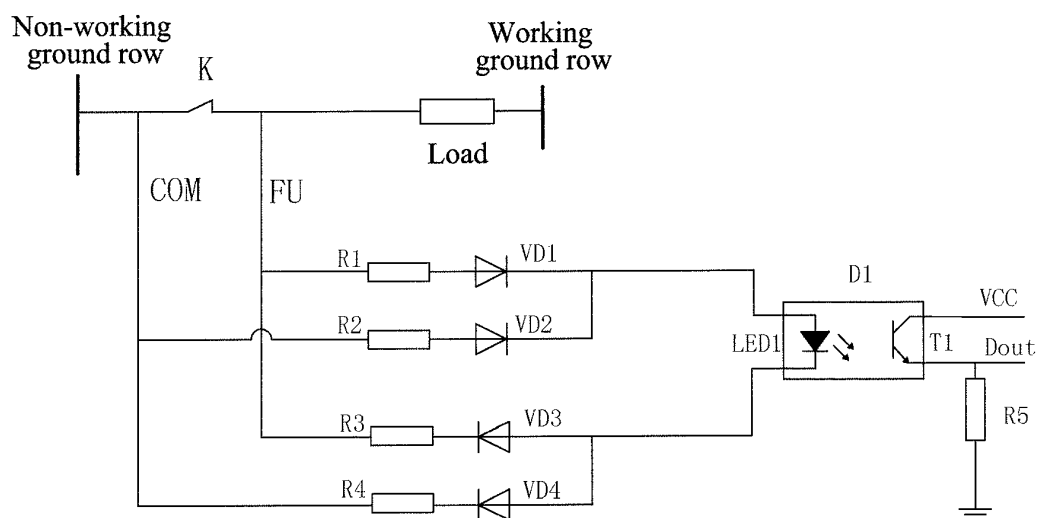 Non-working
ground row
K
Working
ground row
Load
COM
FU
R1
VD1
R2
VD2
D1
VCC
LED1
T1
Dout
R5
R3
VD3
R4
VD4